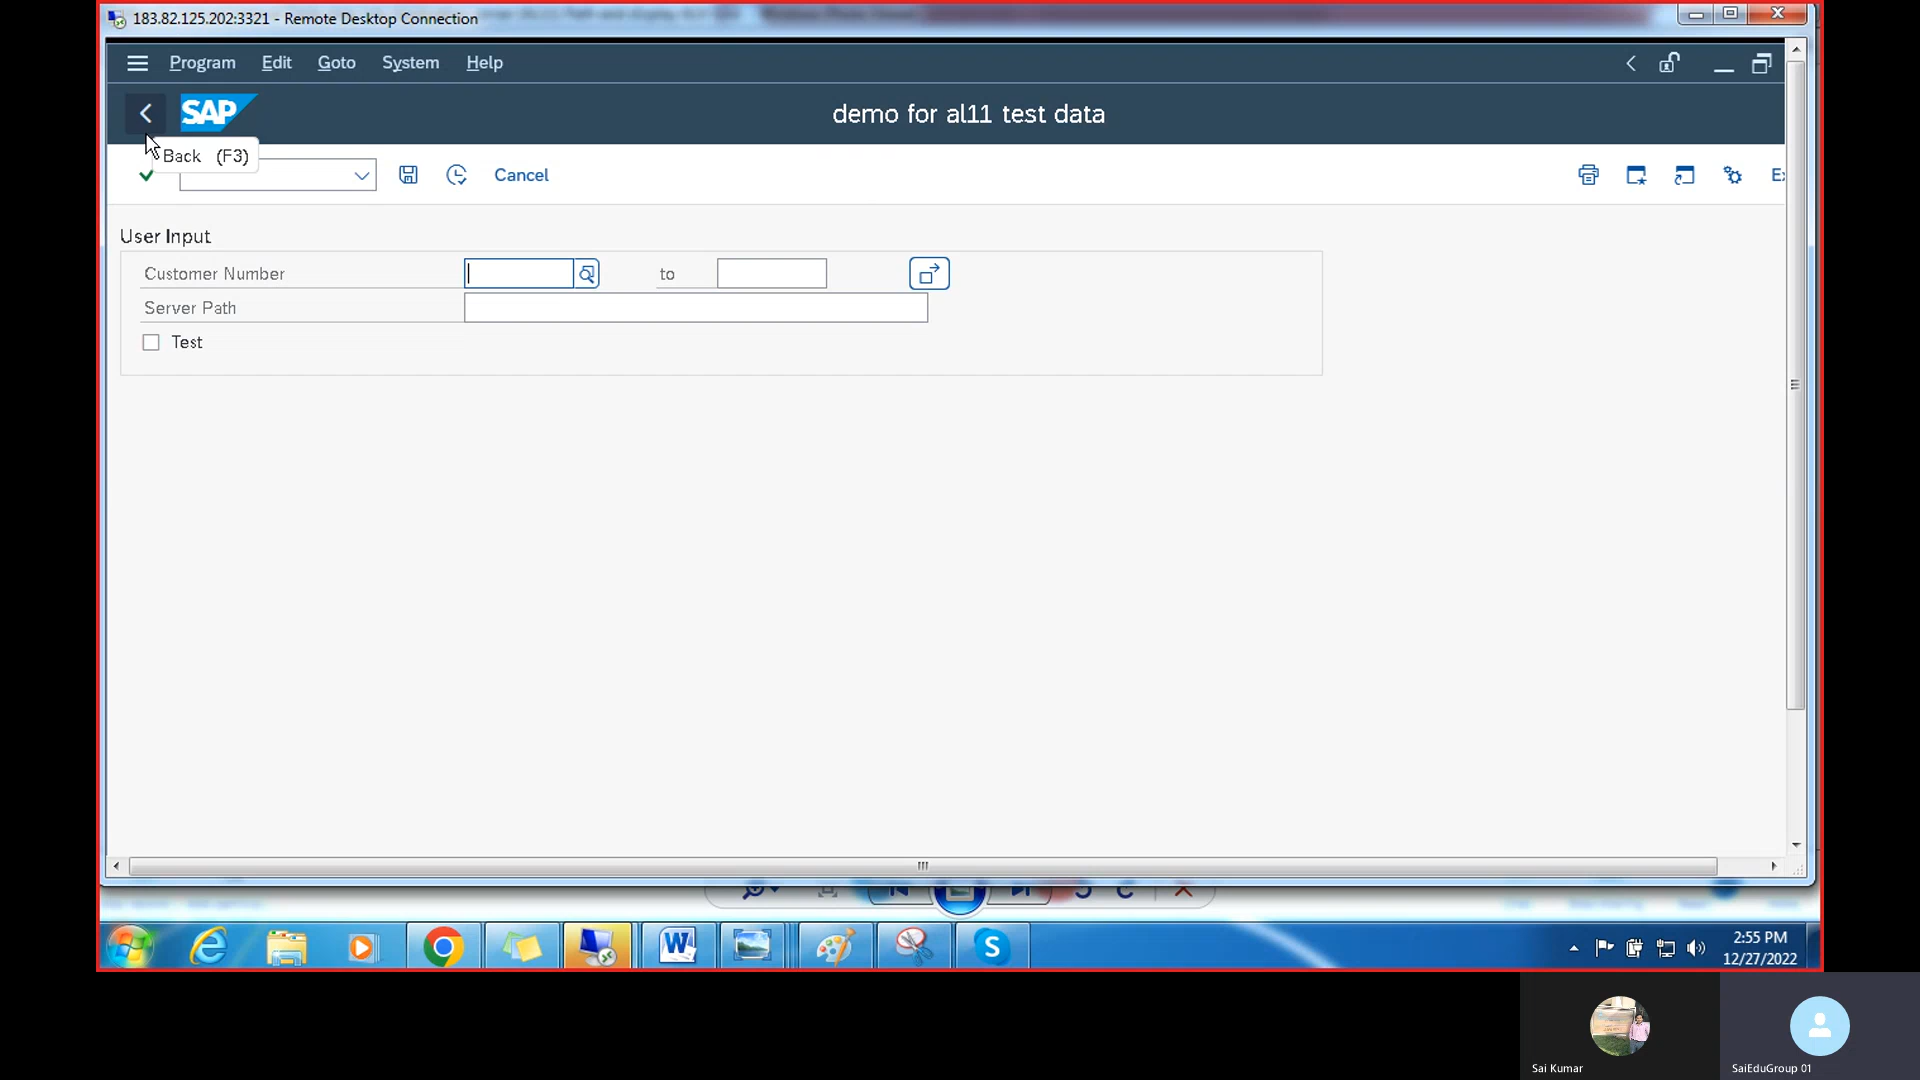 183.82.125.202:3321 - Remote Desktop Connection
Program Edit Goto System Help
SAP demo for al11 test data
Back (F3)
Cancel
User Input
Customer Number to
Server Path
Test
2:55 PM
12/27/2022
Sai Kumar
SaiEduGroup 01